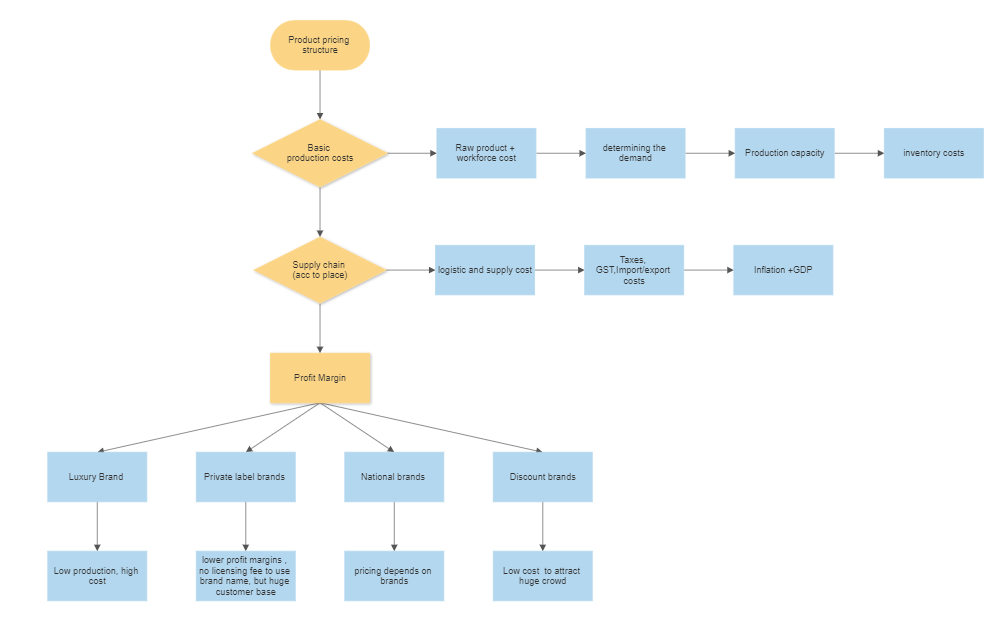 Product pricing
structure
Basic
production costs
Raw product +
workforce cost
determining the
demand
Production capacity
inventory costs
Supply chain
(acc to place)
logistic and supply cost
Taxes,
GST,Import/export
costs
Inflation +GDP
Profit Margin
Luxury Brand
Private label brands
National brands
Discount brands
Low production, high
cost
lower profit margins ,
no licensing fee to use
brand name, but huge
customer base
pricing depends on
brands
Low cost to attract
huge crowd